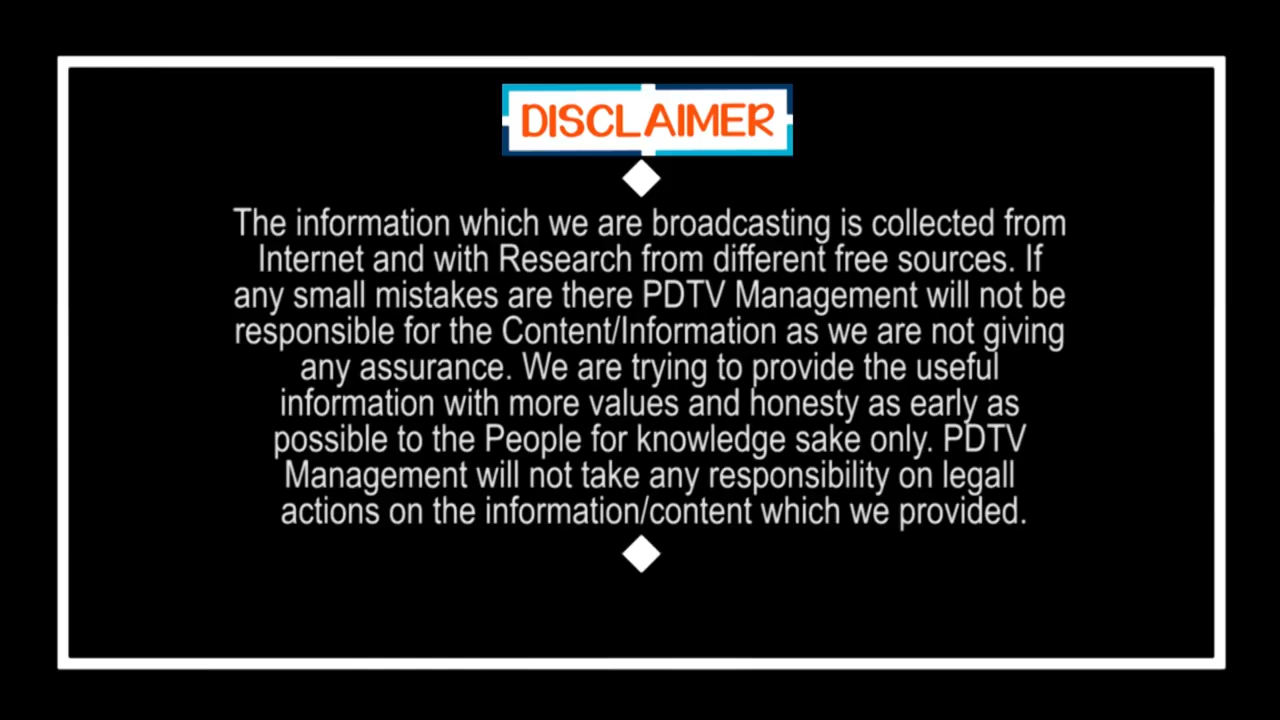 DISCLAIMER
The information which we are broadcasting is collected from
Internet and with Research from different free sources. If
any small mistakes are there PDTV Management will not be
responsible for the Content/Information as we are not giving
any assurance. We are trying to provide the useful
information with more values and honesty as early as
possible to the People for knowledge sake only. PDTV
Management will not take any responsibility on legall
actions on the information/content which we provided.